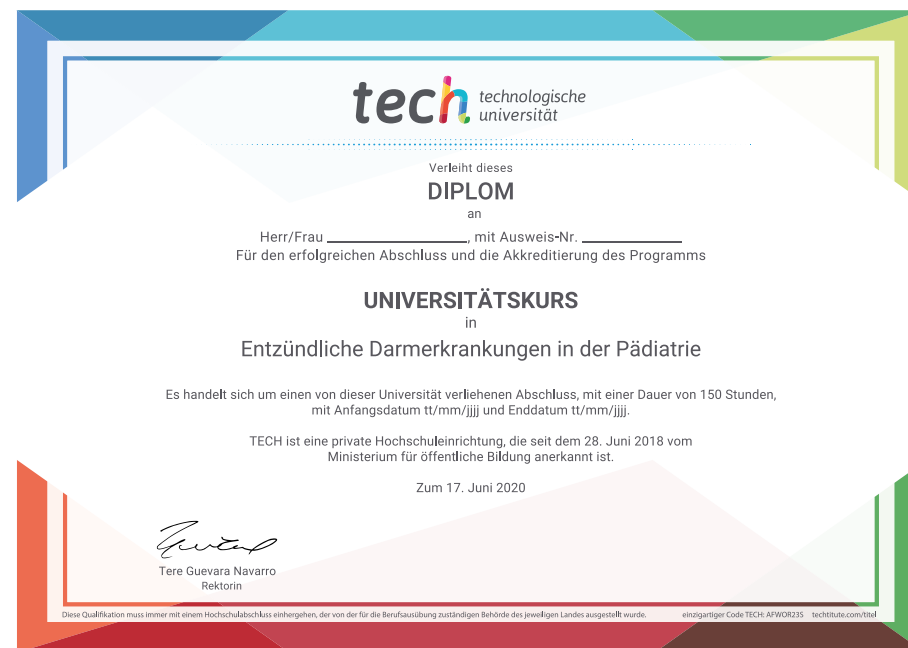 tech technologische
universität
Verleiht dieses
DIPLOM
an
Herr/Frau ____________________, mit Ausweis-Nr. ______________
Für den erfolgreichen Abschluss und die Akkreditierung des Programms
UNIVERSITÄTSKURS
in
Entzündliche Darmerkrankungen in der Pädiatrie
Es handelt sich um einen von dieser Universität verliehenen Abschluss, mit einer Dauer von 150 Stunden,
mit Anfangsdatum tt/mm/jjjj und Enddatum tt/mm/jjjj.
TECH ist eine private Hochschuleinrichtung, die seit dem 28. Juni 2018 vom
Ministerium für öffentliche Bildung anerkannt ist.
Zum 17. Juni 2020
Tere Guevara Navarro
Rektorin
Diese Qualifikation muss immer mit einem Hochschulabschluss einhergehen, der von der für die Berufsausübung zuständigen Behörde des jeweiligen Landes ausgestellt wurde. einzigartiger Code TECH: AFWOR23S techtitute.com/titel